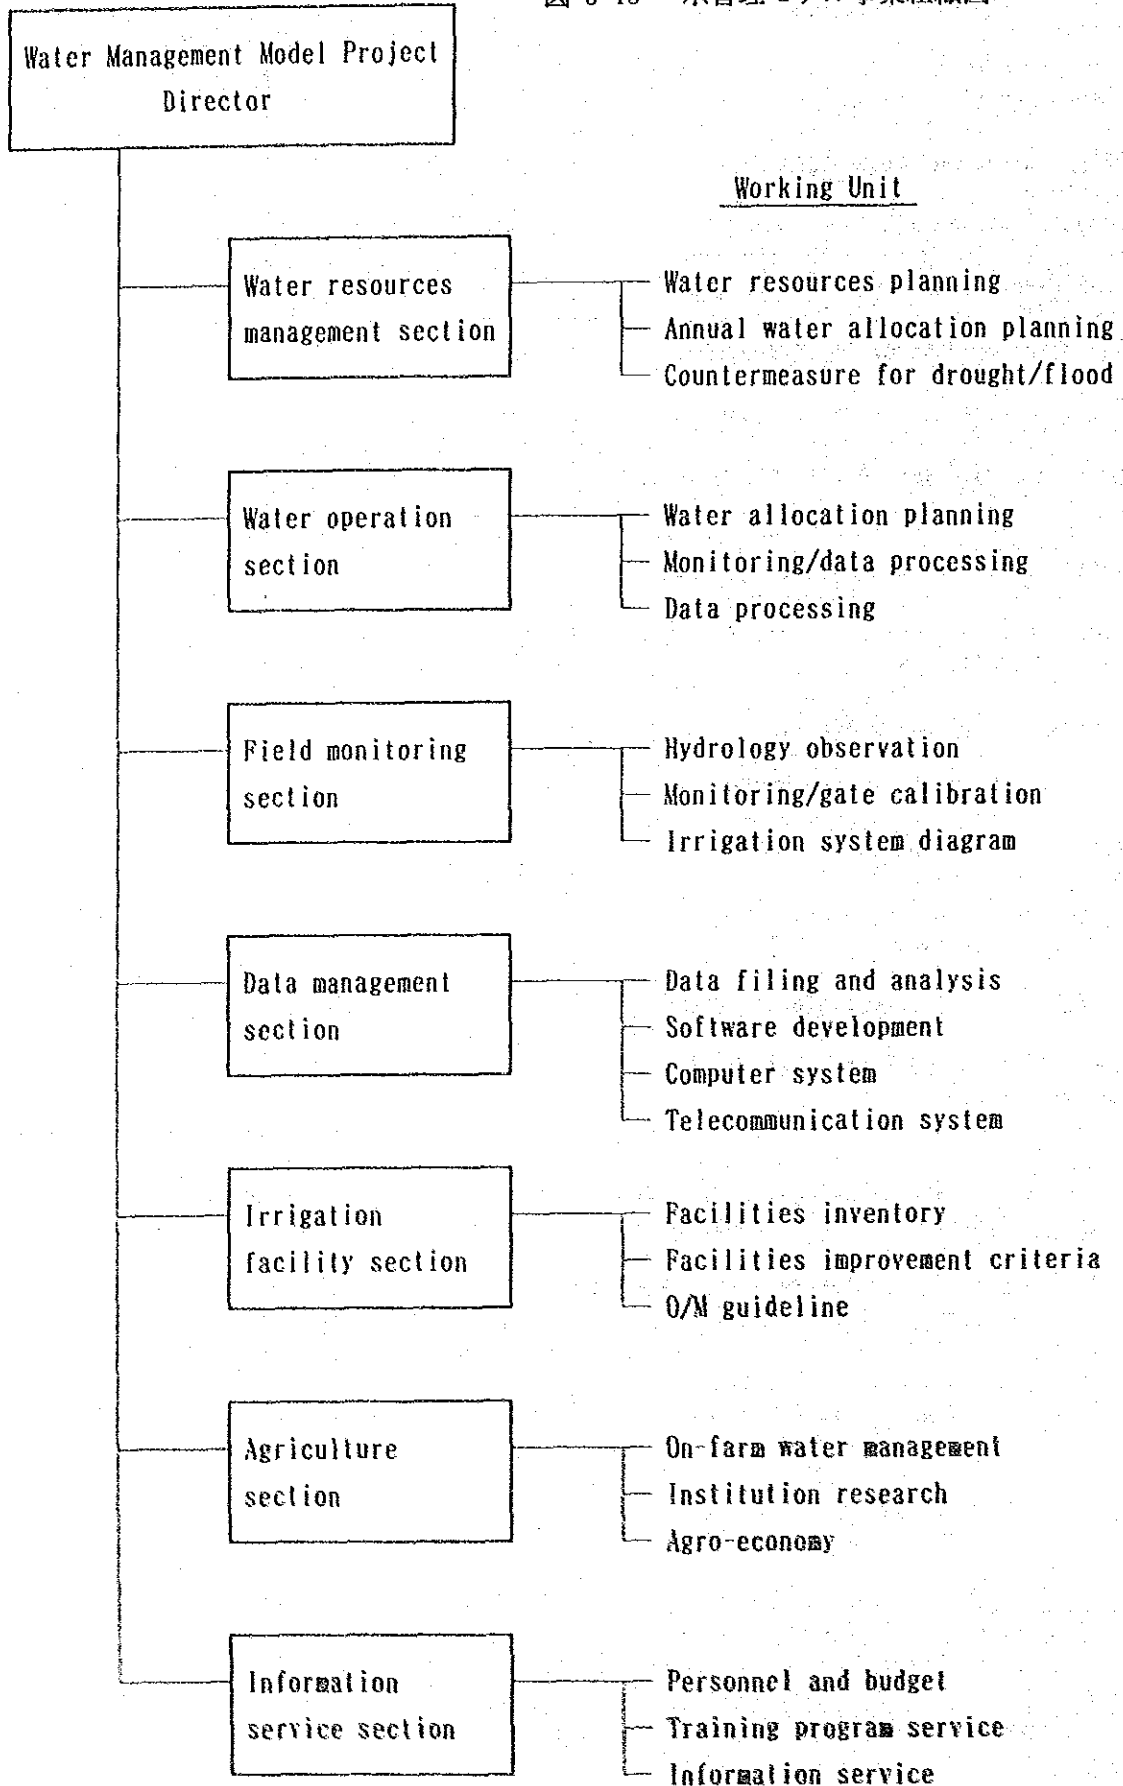 Water Management Model Project
Director
Working Unit
Water resources
management section
Water resources planning
Annual water allocation planning
Countermeasure for drought/flood
Water operation
section
Water allocation planning
Monitoring/data processing
Data processing
Field monitoring
section
Hydrology observation
Monitoring/gate calibration
Irrigation system diagram
Data management
section
Data filing and analysis
Software development
Computer system
Telecommunication system
Irrigation
facility section
Facilities inventory
Facilities improvement criteria
O/M guideline
Agriculture
section
On-farm water management
Institution research
Agro-economy
Information
service section
Personnel and budget
Training program service
Information service